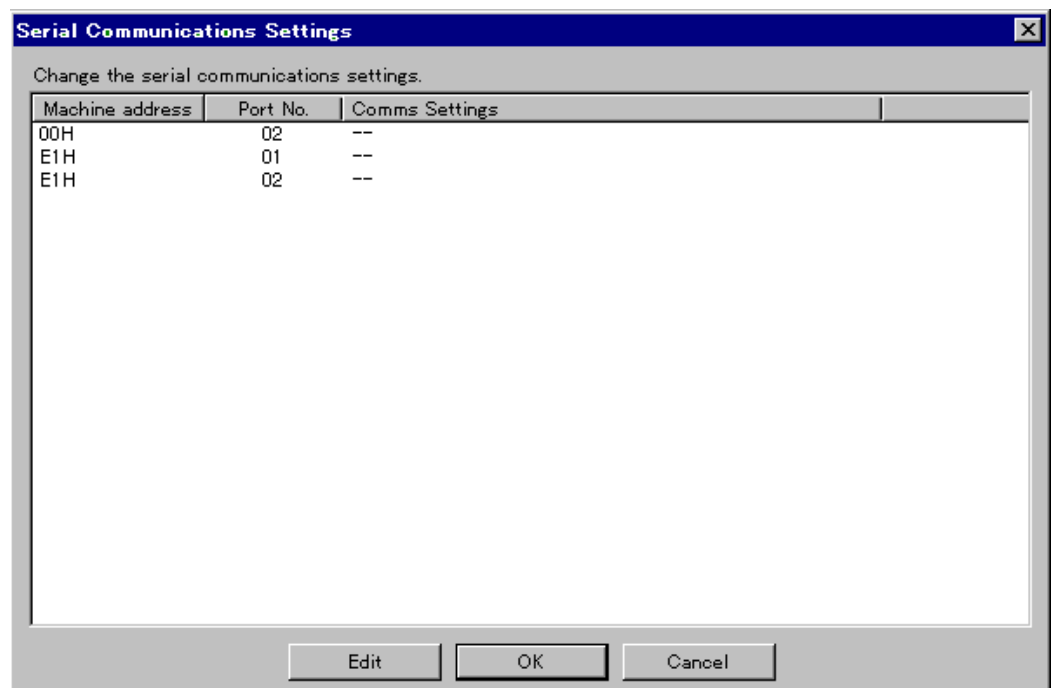 Serial Communications Settings
Change the serial communications settings.
Machine address Port No. Comms Settings
00H 02 --
E1H 01 --
E1H 02 --
Edit OK Cancel